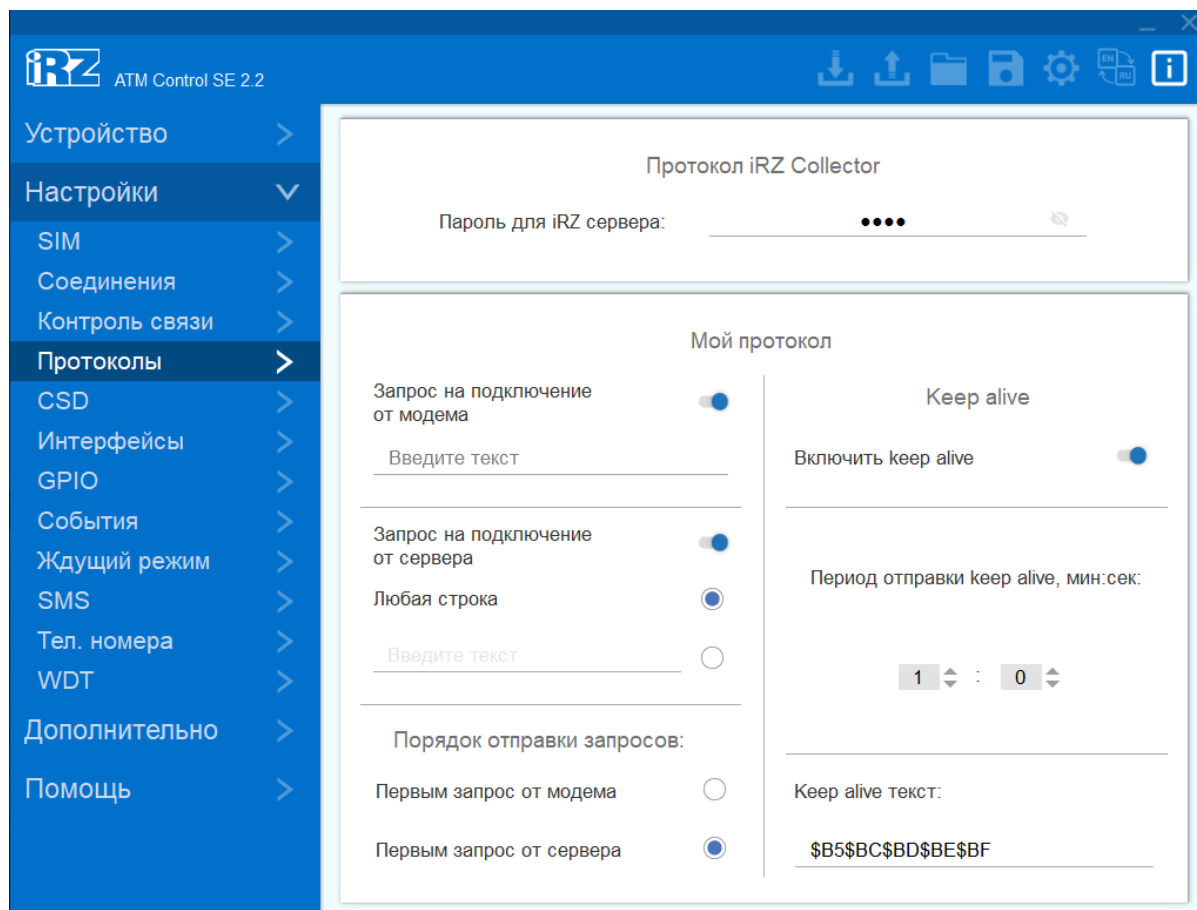 iRZ ATM Control SE 2.2
EN
RU
Устройство
Настройки
SIM
Соединения
Контроль связи
Протоколы
CSD
Интерфейсы
GPIO
События
Ждущий режим
SMS
Тел. номера
WDT
Дополнительно
Помощь
Протокол iRZ Collector
Пароль для iRZ сервера: ••••
Мой протокол
Запрос на подключение
от модема
Введите текст
Запрос на подключение
от сервера
Любая строка
Введите текст
Порядок отправки запросов:
Первым запрос от модема
Первым запрос от сервера
Keep alive
Включить keep alive
Период отправки keep alive, мин:сек:
1 : 0
Keep alive текст:
$B5$BC$BD$BE$BF